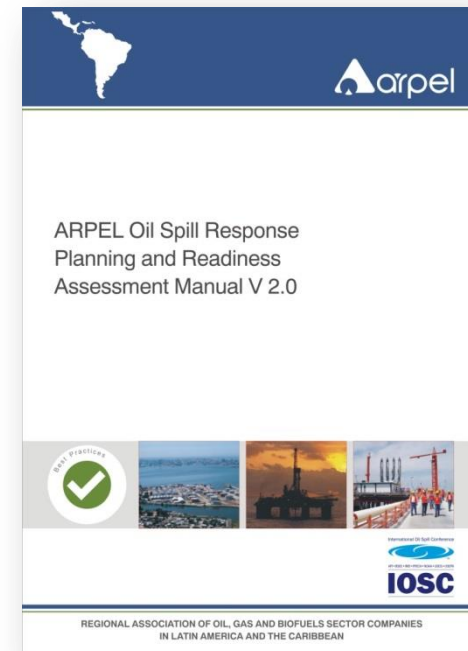 arpel
ARPEL Oil Spill Response
Planning and Readiness
Assessment Manual V 2.0
Best Practices
International Oil Spill Conference
IOSC
REGIONAL ASSOCIATION OF OIL, GAS AND BIOFUELS SECTOR COMPANIES
IN LATIN AMERICA AND THE CARIBBEAN